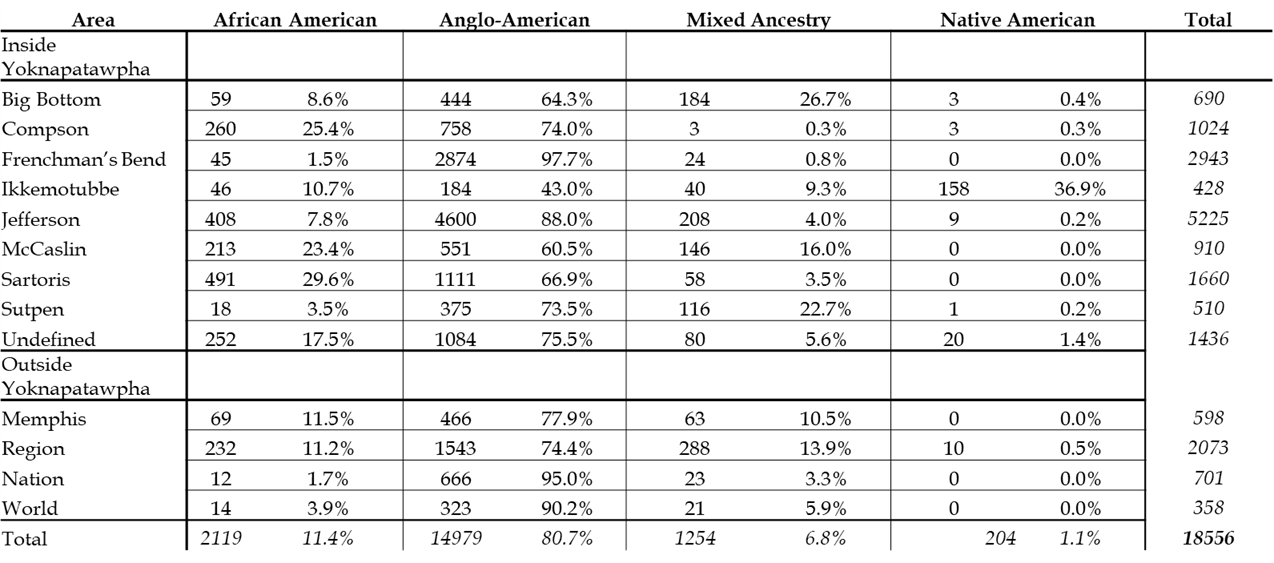 Area African American Anglo-American Mixed Ancestry Native American Total
Inside
Yoknapatawpha
Big Bottom 59 8.6% 444 64.3% 184 26.7% 3 0.4% 690
Compson 260 25.4% 758 74.0% 3 0.3% 3 0.3% 1024
Frenchman's Bend 45 1.5% 2874 97.7% 24 0.8% 0 0.0% 2943
Ikkemotubbe 46 10.7% 184 43.0% 40 9.3% 158 36.9% 428
Jefferson 408 7.8% 4600 88.0% 208 4.0% 9 0.2% 5225
McCaslin 213 23.4% 551 60.5% 146 16.0% 0 0.0% 910
Sartoris 491 29.6% 1111 66.9% 58 3.5% 0 0.0% 1660
Sutpen 18 3.5% 375 73.5% 116 22.7% 1 0.2% 510
Undefined 252 17.5% 1084 75.5% 80 5.6% 20 1.4% 1436
Outside
Yoknapatawpha
Memphis 69 11.5% 466 77.9% 63 10.5% 0 0.0% 598
Region 232 11.2% 1543 74.4% 288 13.9% 10 0.5% 2073
Nation 12 1.7% 666 95.0% 23 3.3% 0 0.0% 701
World 14 3.9% 323 90.2% 21 5.9% 0 0.0% 358
Total 2119 11.4% 14979 80.7% 1254 6.8% 204 1.1% 18556